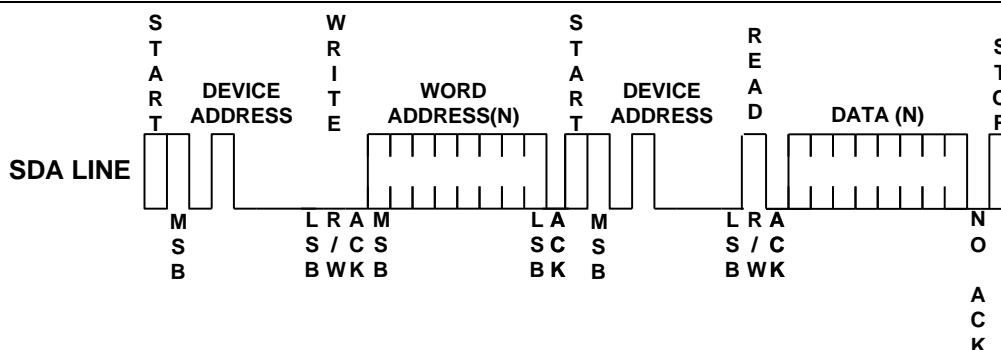 START
WRITE
START
READ
STOP
DEVICE
ADDRESS
WORD
ADDRESS(N)
DEVICE
ADDRESS
DATA (N)
SDA LINE
MSB
LSB
R/W
ACK
MSB
LSB
ACK
MSB
LSB
R/W
ACK
NO ACK